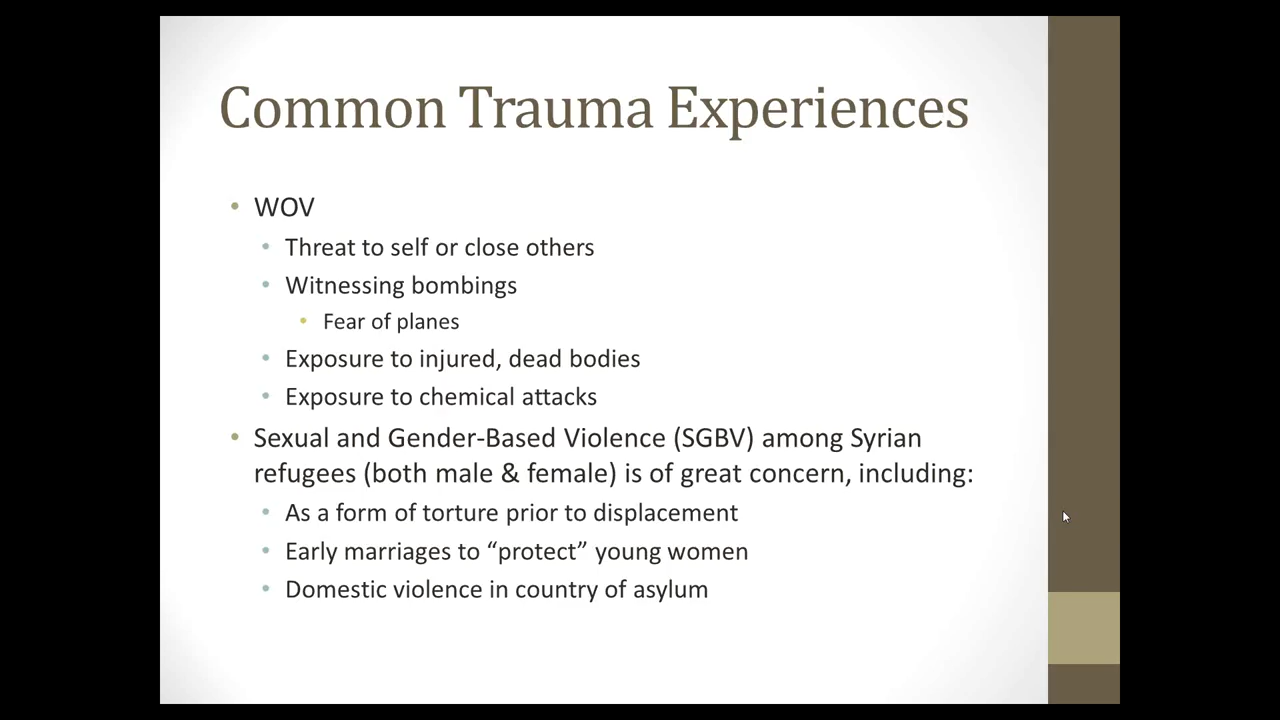 Common Trauma Experiences
• WOV
• Threat to self or close others
• Witnessing bombings
• Fear of planes
• Exposure to injured, dead bodies
• Exposure to chemical attacks
• Sexual and Gender-Based Violence (SGBV) among Syrian
refugees (both male & female) is of great concern, including:
• As a form of torture prior to displacement
• Early marriages to “protect” young women
• Domestic violence in country of asylum